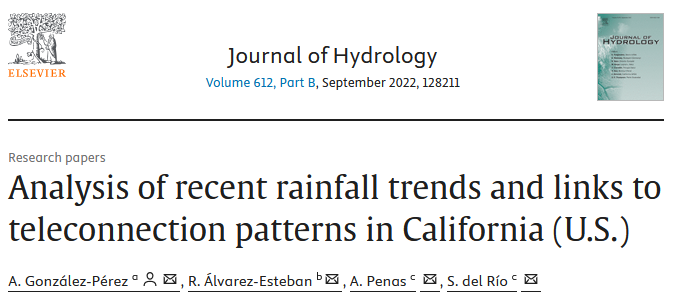 Journal of Hydrology
JOURNAL OF
HYDROLOGY
ELSEVIER
Volume 612, Part B, September 2022, 128211
Research papers
Analysis of recent rainfall trends and links to
teleconnection patterns in California (U.S.)
A. González-Pérez a, R. Álvarez-Esteban b, A. Penas c, S. del Río c